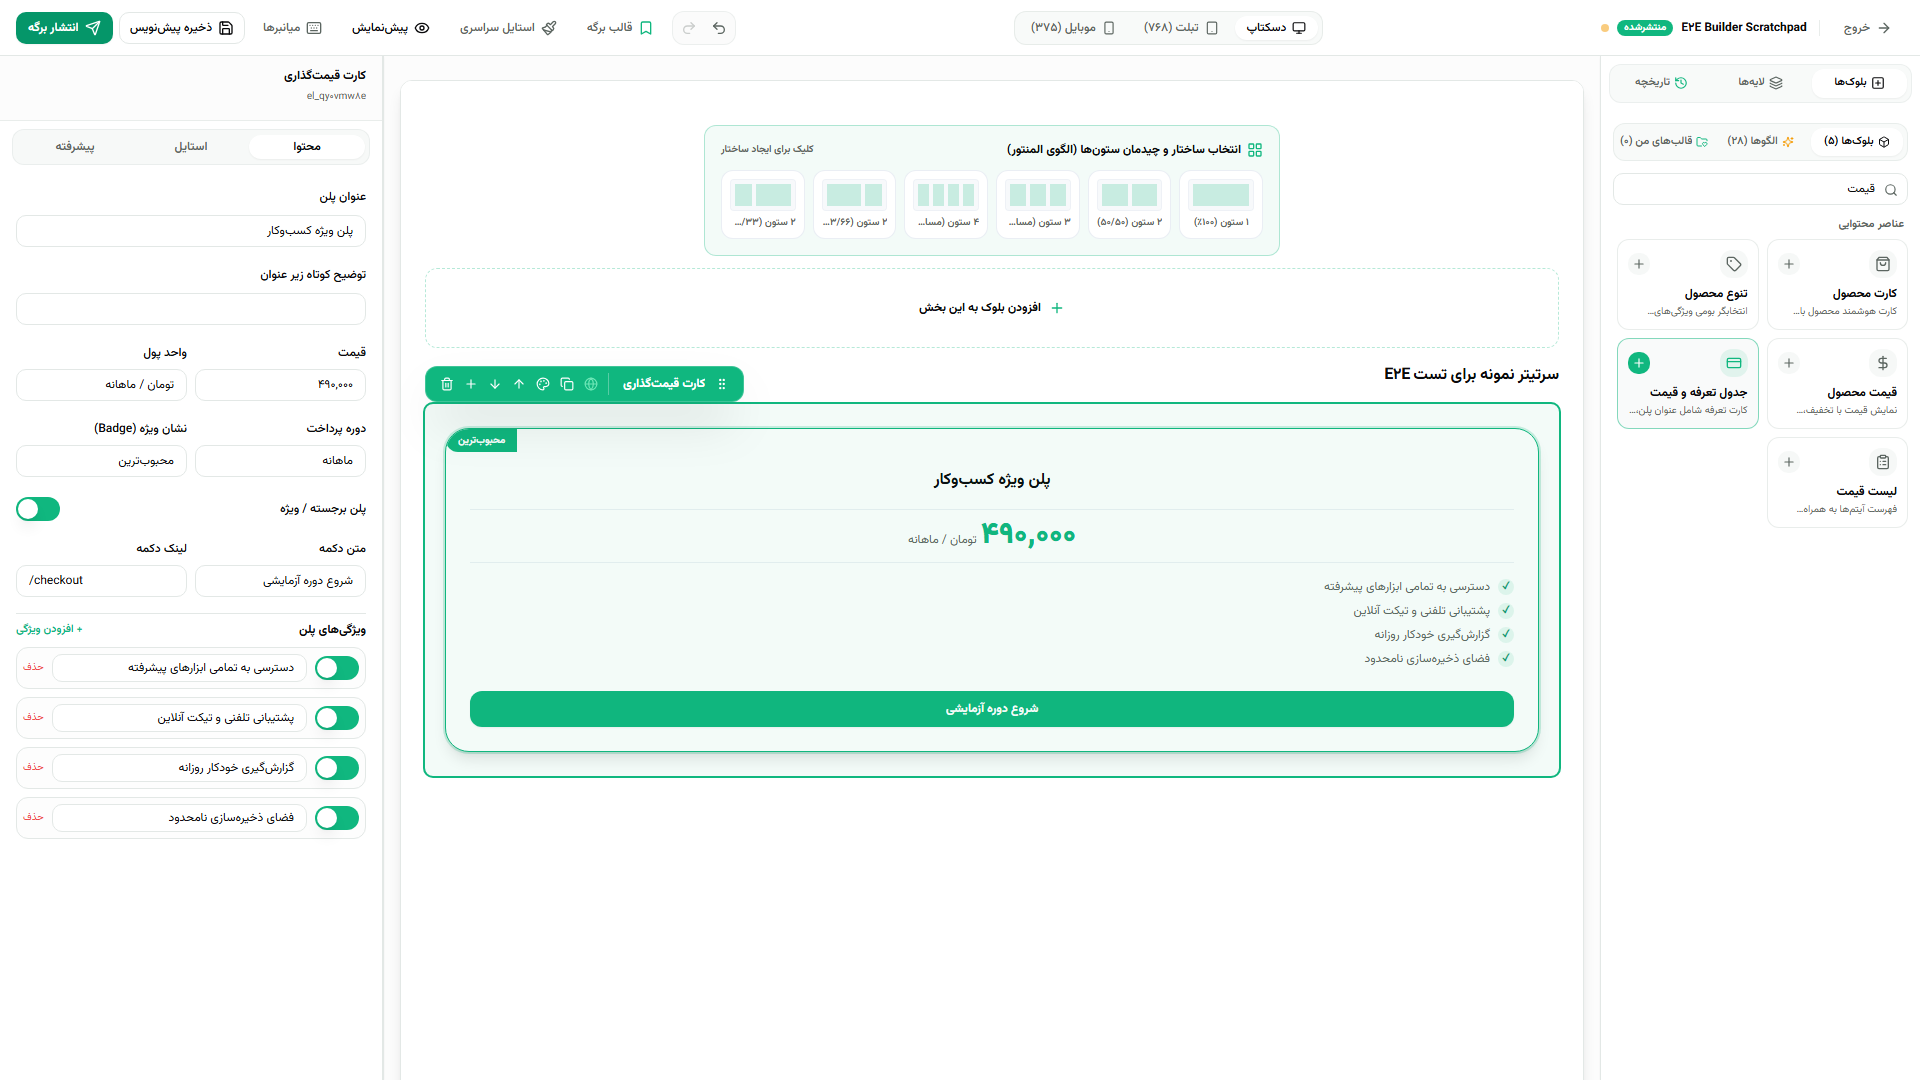 خروج
E۲E Builder Scratchpad
منتشرشده
دسکتاپ
تبلت (۷۶۸)
موبایل (۳۷۵)
قالب برگه
استایل سراسری
پیش‌نمایش
میانبرها
ذخیره پیش‌نویس
انتشار برگه
بلوک‌ها
لایه‌ها
تاریخچه
بلوک‌ها (۵)
الگوها (۲۸)
قالب‌های من (۰)
قیمت
عناصر محتوایی
کارت محصول
کارت هوشمند محصول با...
تنوع محصول
انتخابگر بومی ویژگی‌های...
قیمت محصول
نمایش قیمت با تخفیف،...
جدول تعرفه و قیمت
کارت تعرفه شامل عنوان پلن،...
لیست قیمت
فهرست آیتم‌ها به همراه...
انتخاب ساختار و چیدمان ستون‌ها (الگوی المنتور)
کلیک برای ایجاد ساختار
۱ ستون (۱۰۰٪)
۲ ستون (۵۰/۵۰)
۳ ستون (مسا...
۴ ستون (مسا...
۲ ستون (۳/۶۶...
۲ ستون (۳۳/...
افزودن بلوک به این بخش
سرتیتر نمونه برای تست E۲E
کارت قیمت‌گذاری
محبوب‌ترین
پلن ویژه کسب‌وکار
۴۹۰,۰۰۰ تومان / ماهانه
دسترسی به تمامی ابزارهای پیشرفته
پشتیبانی تلفنی و تیکت آنلاین
گزارش‌گیری خودکار روزانه
فضای ذخیره‌سازی نامحدود
شروع دوره آزمایشی
کارت قیمت‌گذاری
el_qy۰vmw۸e
محتوا
استایل
پیشرفته
عنوان پلن
پلن ویژه کسب‌وکار
توضیح کوتاه زیر عنوان
قیمت
واحد پول
۴۹۰,۰۰۰
تومان / ماهانه
دوره پرداخت
نشان ویژه (Badge)
ماهانه
محبوب‌ترین
پلن برجسته / ویژه
متن دکمه
لینک دکمه
شروع دوره آزمایشی
/checkout
ویژگی‌های پلن
+ افزودن ویژگی
دسترسی به تمامی ابزارهای پیشرفته
حذف
پشتیبانی تلفنی و تیکت آنلاین
حذف
گزارش‌گیری خودکار روزانه
حذف
فضای ذخیره‌سازی نامحدود
حذف